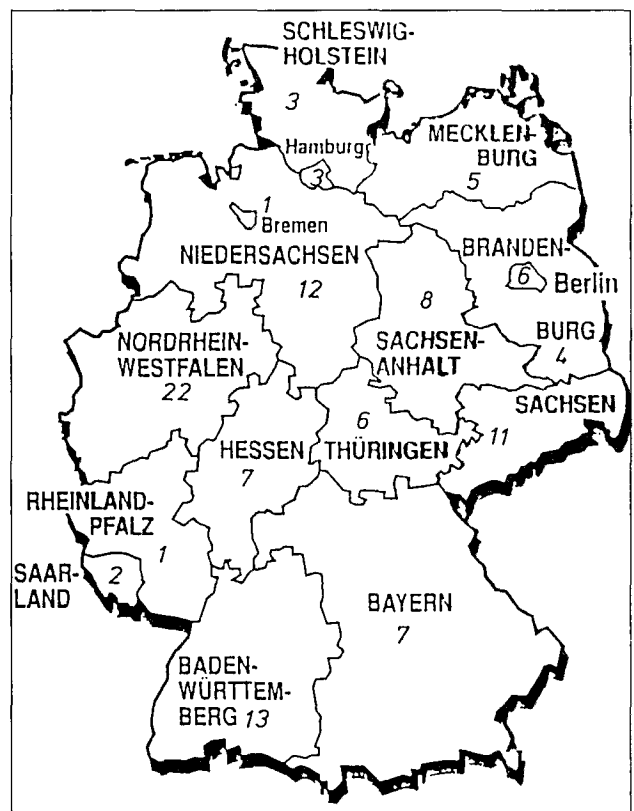 SCHLESWIG-
HOLSTEIN
3
Hamburg
3
MECKLEN-
BURG
5
1
Bremen
NIEDERSACHSEN
12
BRANDEN-
6
Berlin
BURG
4
8
SACHSEN-
ANHALT
NORDRHEIN-
WESTFALEN
22
SACHSEN
11
6
THÜRINGEN
HESSEN
7
RHEINLAND-
PFALZ
1
SAAR-
LAND
2
BAYERN
7
BADEN-
WÜRTTEM-
BERG 13